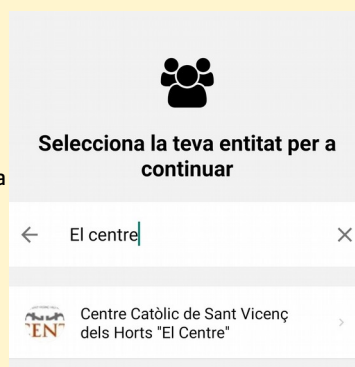 Selecciona la teva entitat per a
continuar
a
El centre
Centre Catòlic de Sant Vicenç
dels Horts "El Centre"
"EN"